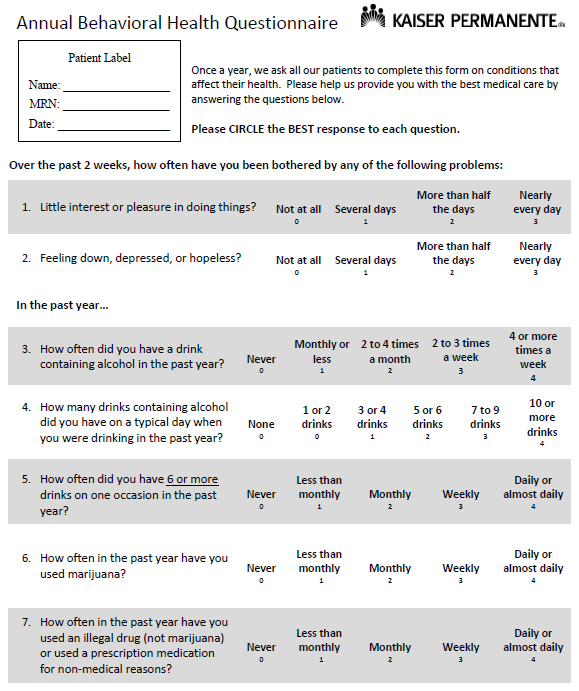 Annual Behavioral Health Questionnaire
KAISER PERMANENTE®
Patient Label
Name:
MRN:
Date:
Once a year, we ask all our patients to complete this form on conditions that
affect their health. Please help us provide you with the best medical care by
answering the questions below.
Please CIRCLE the BEST response to each question.
Over the past 2 weeks, how often have you been bothered by any of the following problems:
1. Little interest or pleasure in doing things?
Not at all
0
Several days
1
More than half
the days
2
Nearly
every day
3
2. Feeling down, depressed, or hopeless?
Not at all
0
Several days
1
More than half
the days
2
Nearly
every day
3
In the past year...
3. How often did you have a drink
containing alcohol in the past year?
Never
0
Monthly or
less
1
2 to 4 times
a month
2
2 to 3 times
a week
3
4 or more
times a
week
4
4. How many drinks containing alcohol
did you have on a typical day when
you were drinking in the past year?
None
0
1 or 2
drinks
0
3 or 4
drinks
1
5 or 6
drinks
2
7 to 9
drinks
3
10 or
more
drinks
4
5. How often did you have 6 or more
drinks on one occasion in the past
year?
Never
0
Less than
monthly
1
Monthly
2
Weekly
3
Daily or
almost daily
4
6. How often in the past year have you
used marijuana?
Never
0
Less than
monthly
1
Monthly
2
Weekly
3
Daily or
almost daily
4
7. How often in the past year have you
used an illegal drug (not marijuana)
or used a prescription medication
for non-medical reasons?
Never
0
Less than
monthly
1
Monthly
2
Weekly
3
Daily or
almost daily
4